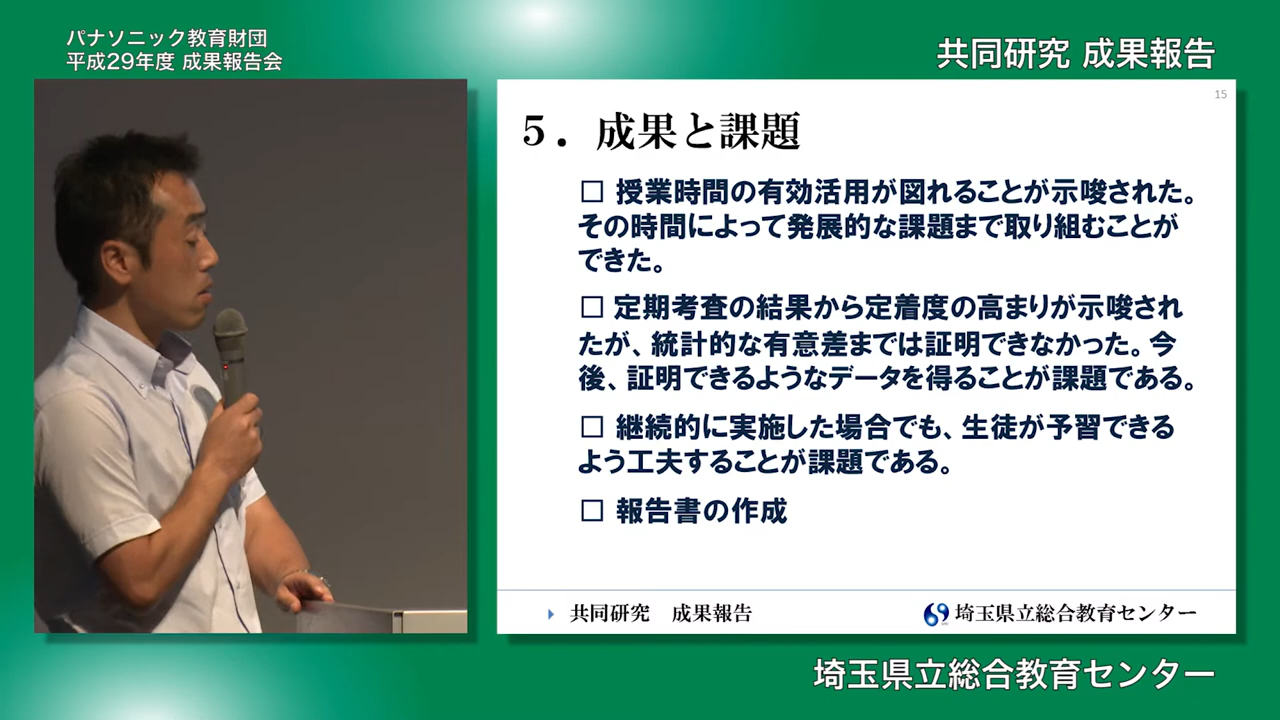 パナソニック教育財団
平成29年度 成果報告会
共同研究 成果報告
15
５．成果と課題
□ 授業時間の有効活用が図れることが示唆された。
その時間によって発展的な課題まで取り組むことが
できた。
□ 定期考査の結果から定着度の高まりが示唆され
たが、統計的な有意差までは証明できなかった。今
後、証明できるようなデータを得ることが課題である。
□ 継続的に実施した場合でも、生徒が予習できる
よう工夫することが課題である。
□ 報告書の作成
共同研究　成果報告
埼玉県立総合教育センター
埼玉県立総合教育センター